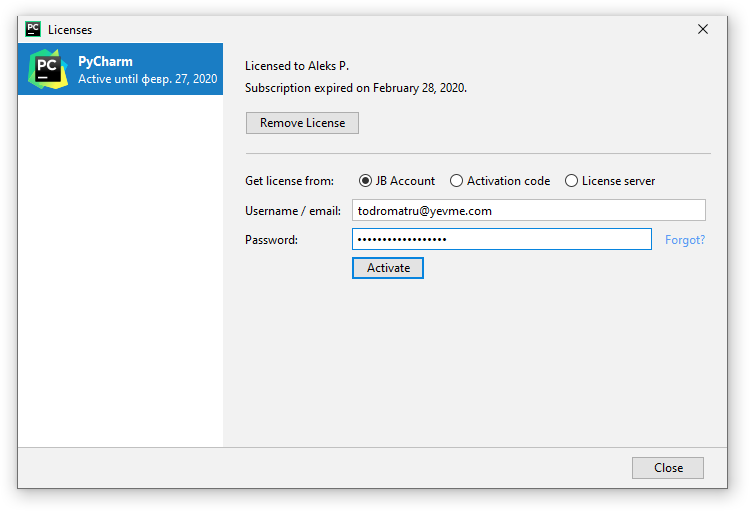 PC Licenses
PC PyCharm
Active until февр. 27, 2020
Licensed to Aleks P.
Subscription expired on February 28, 2020.
Remove License
Get license from: JB Account Activation code License server
Username / email: todromatru@yevme.com
Password: •••••••••••••••••• Forgot?
Activate
Close